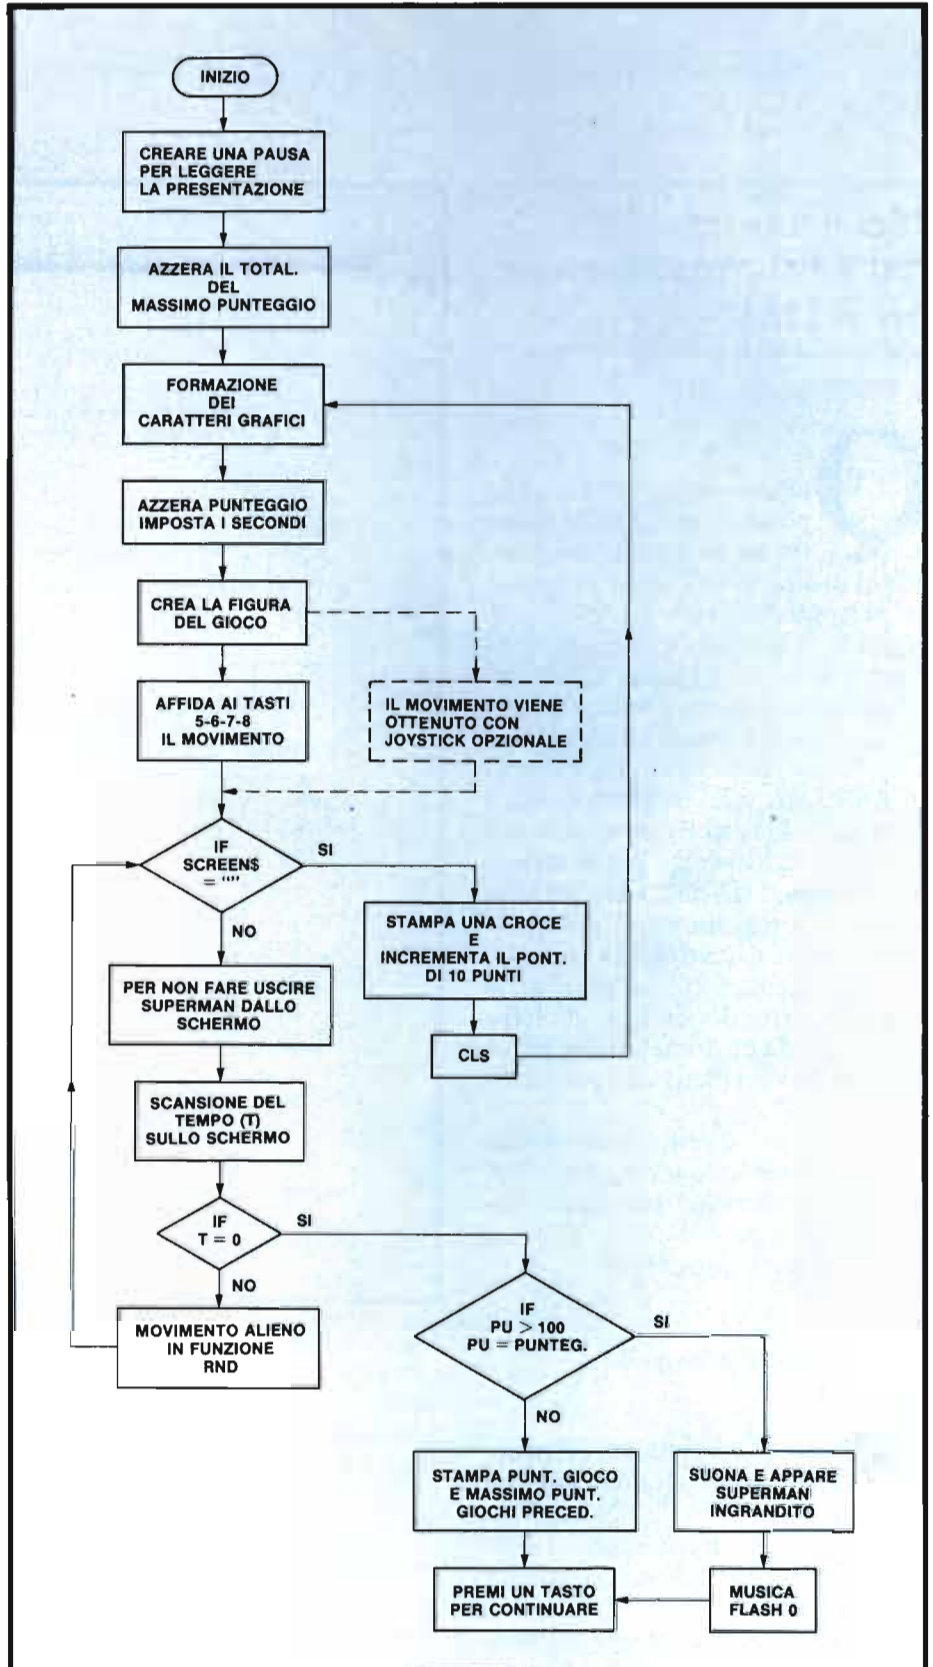 INIZIO
CREARE UNA PAUSA
PER LEGGERE
LA PRESENTAZIONE
AZZERA IL TOTAL.
DEL
MASSIMO PUNTEGGIO
FORMAZIONE
DEI
CARATTERI GRAFICI
AZZERA PUNTEGGIO
IMPOSTA I SECONDI
CREA LA FIGURA
DEL GIOCO
AFFIDA AI TASTI
5-6-7-8
IL MOVIMENTO
IL MOVIMENTO VIENE
OTTENUTO CON
JOYSTICK OPZIONALE
IF
SCREEN$
= “”
SI
NO
STAMPA UNA CROCE
E
INCREMENTA IL PONT.
DI 10 PUNTI
PER NON FARE USCIRE
SUPERMAN DALLO
SCHERMO
CLS
SCANSIONE DEL
TEMPO (T)
SULLO SCHERMO
IF
T = 0
SI
NO
MOVIMENTO ALIENO
IN FUNZIONE
RND
IF
PU > 100
PU = PUNTEG.
SI
NO
STAMPA PUNT. GIOCO
E MASSIMO PUNT.
GIOCHI PRECED.
SUONA E APPARE
SUPERMAN
INGRANDITO
PREMI UN TASTO
PER CONTINUARE
MUSICA
FLASH 0